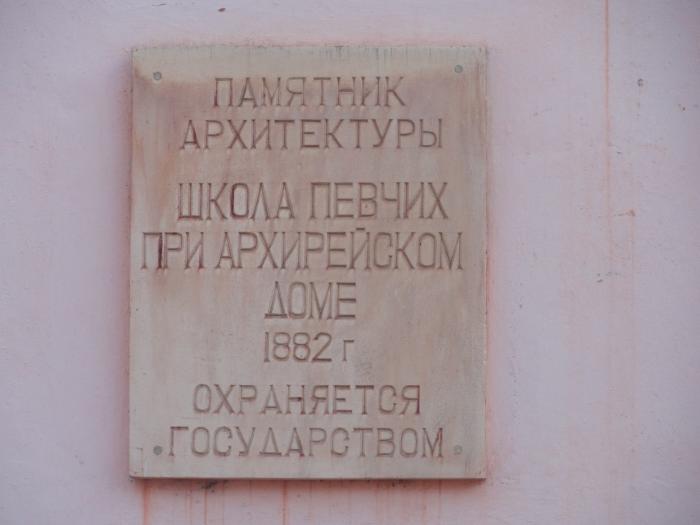 ПАМЯТНИК
АРХИТЕКТУРЫ
ШКОЛА ПЕВЧИХ
ПРИ АРХИРЕЙСКОМ
ДОМЕ
1882 г
ОХРАНЯЕТСЯ
ГОСУДАРСТВОМ